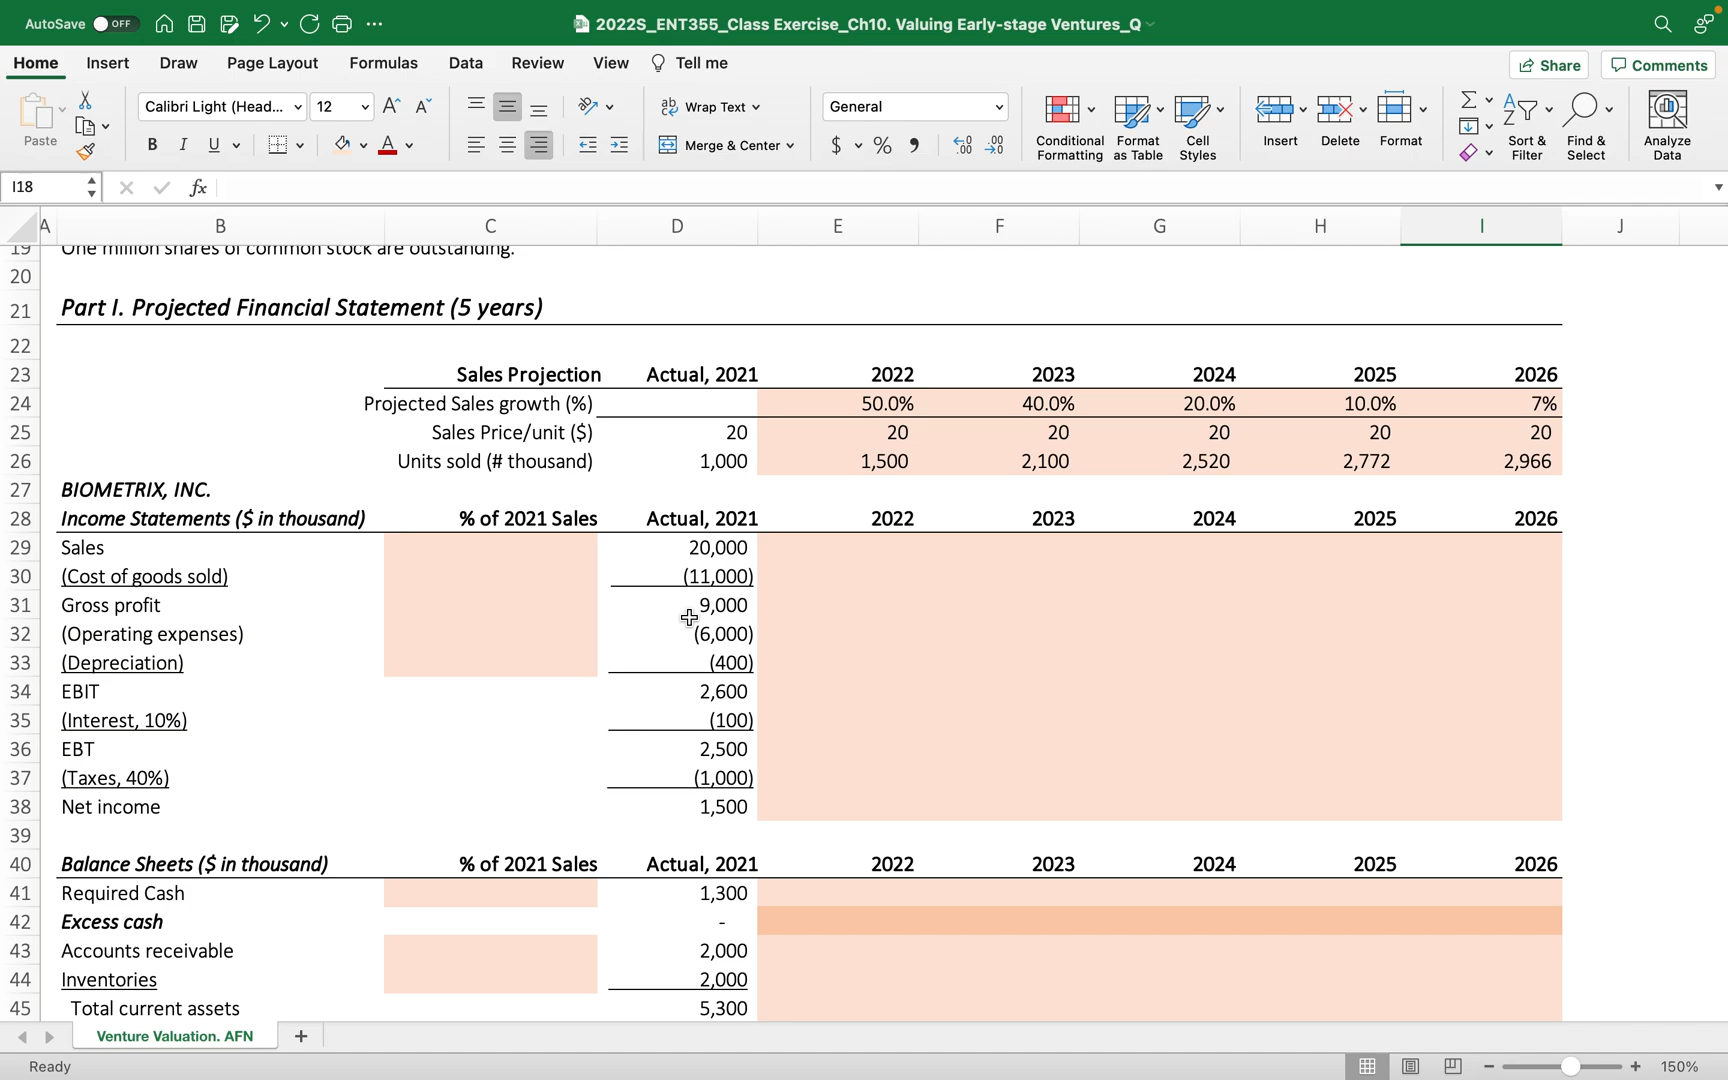 AutoSave OFF 2022S_ENT355_Class Exercise_Ch10. Valuing Early-stage Ventures_Q
Home Insert Draw Page Layout Formulas Data Review View Tell me Share Comments
Paste Calibri Light (Head... 12 A A Wrap Text General Conditional Formatting Format as Table Cell Styles Insert Delete Format Sort & Filter Find & Select Analyze Data
B I U A Merge & Center $ % ,
I18 fx
A B C D E F G H I J
19 One million shares of common stock are outstanding.
20
21 Part I. Projected Financial Statement (5 years)
22
23 Sales Projection Actual, 2021 2022 2023 2024 2025 2026
24 Projected Sales growth (%) 50.0% 40.0% 20.0% 10.0% 7%
25 Sales Price/unit ($) 20 20 20 20 20 20
26 Units sold (# thousand) 1,000 1,500 2,100 2,520 2,772 2,966
27 BIOMETRIX, INC.
28 Income Statements ($ in thousand) % of 2021 Sales Actual, 2021 2022 2023 2024 2025 2026
29 Sales 20,000
30 (Cost of goods sold) (11,000)
31 Gross profit 9,000
32 (Operating expenses) (6,000)
33 (Depreciation) (400)
34 EBIT 2,600
35 (Interest, 10%) (100)
36 EBT 2,500
37 (Taxes, 40%) (1,000)
38 Net income 1,500
39
40 Balance Sheets ($ in thousand) % of 2021 Sales Actual, 2021 2022 2023 2024 2025 2026
41 Required Cash 1,300
42 Excess cash -
43 Accounts receivable 2,000
44 Inventories 2,000
45 Total current assets 5,300
Venture Valuation. AFN +
Ready 150%